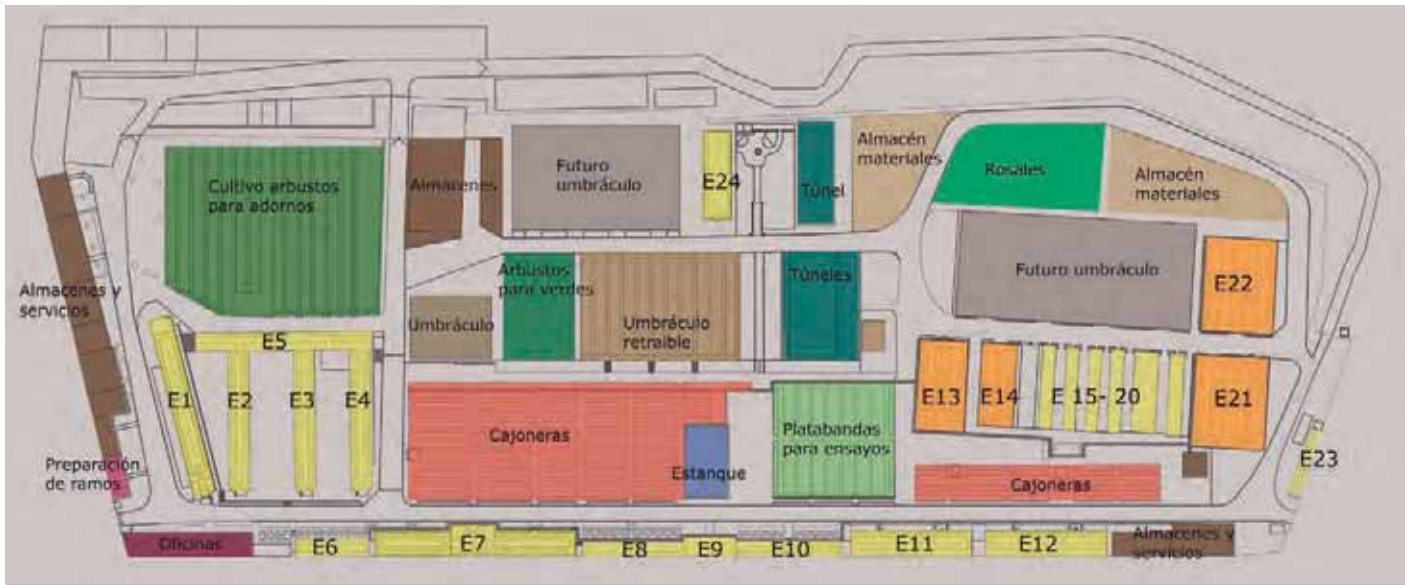 Cultivo arbustos
para adornos
Almacenes
Futuro
umbráculo
E24
Túnel
Almacén
materiales
Rosales
Almacén
materiales
Almacenes y
servicios
Umbráculo
Arbustos
para verdes
Umbráculo
retraible
Túneles
Futuro umbráculo
E22
E5
E1
E2
E3
E4
Cajoneras
Estanque
Platabandas
para ensayos
E13
E14
E 15- 20
E21
E23
Preparación
de ramos
Cajoneras
Oficinas
E6
E7
E8
E9
E10
E11
E12
Almacenes y
servicios